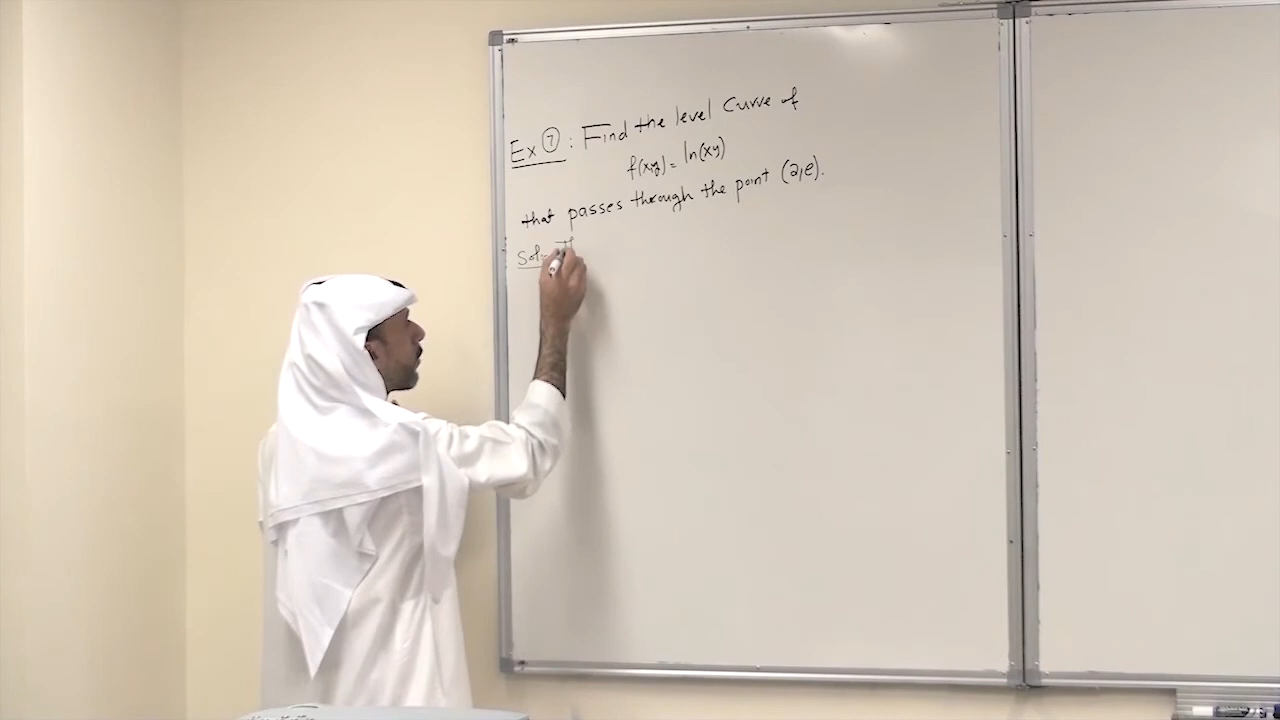 Ex ⑦ : Find the level Curve of
f(x,y) = ln(xy)
that passes through the point (2,e).
Sol: